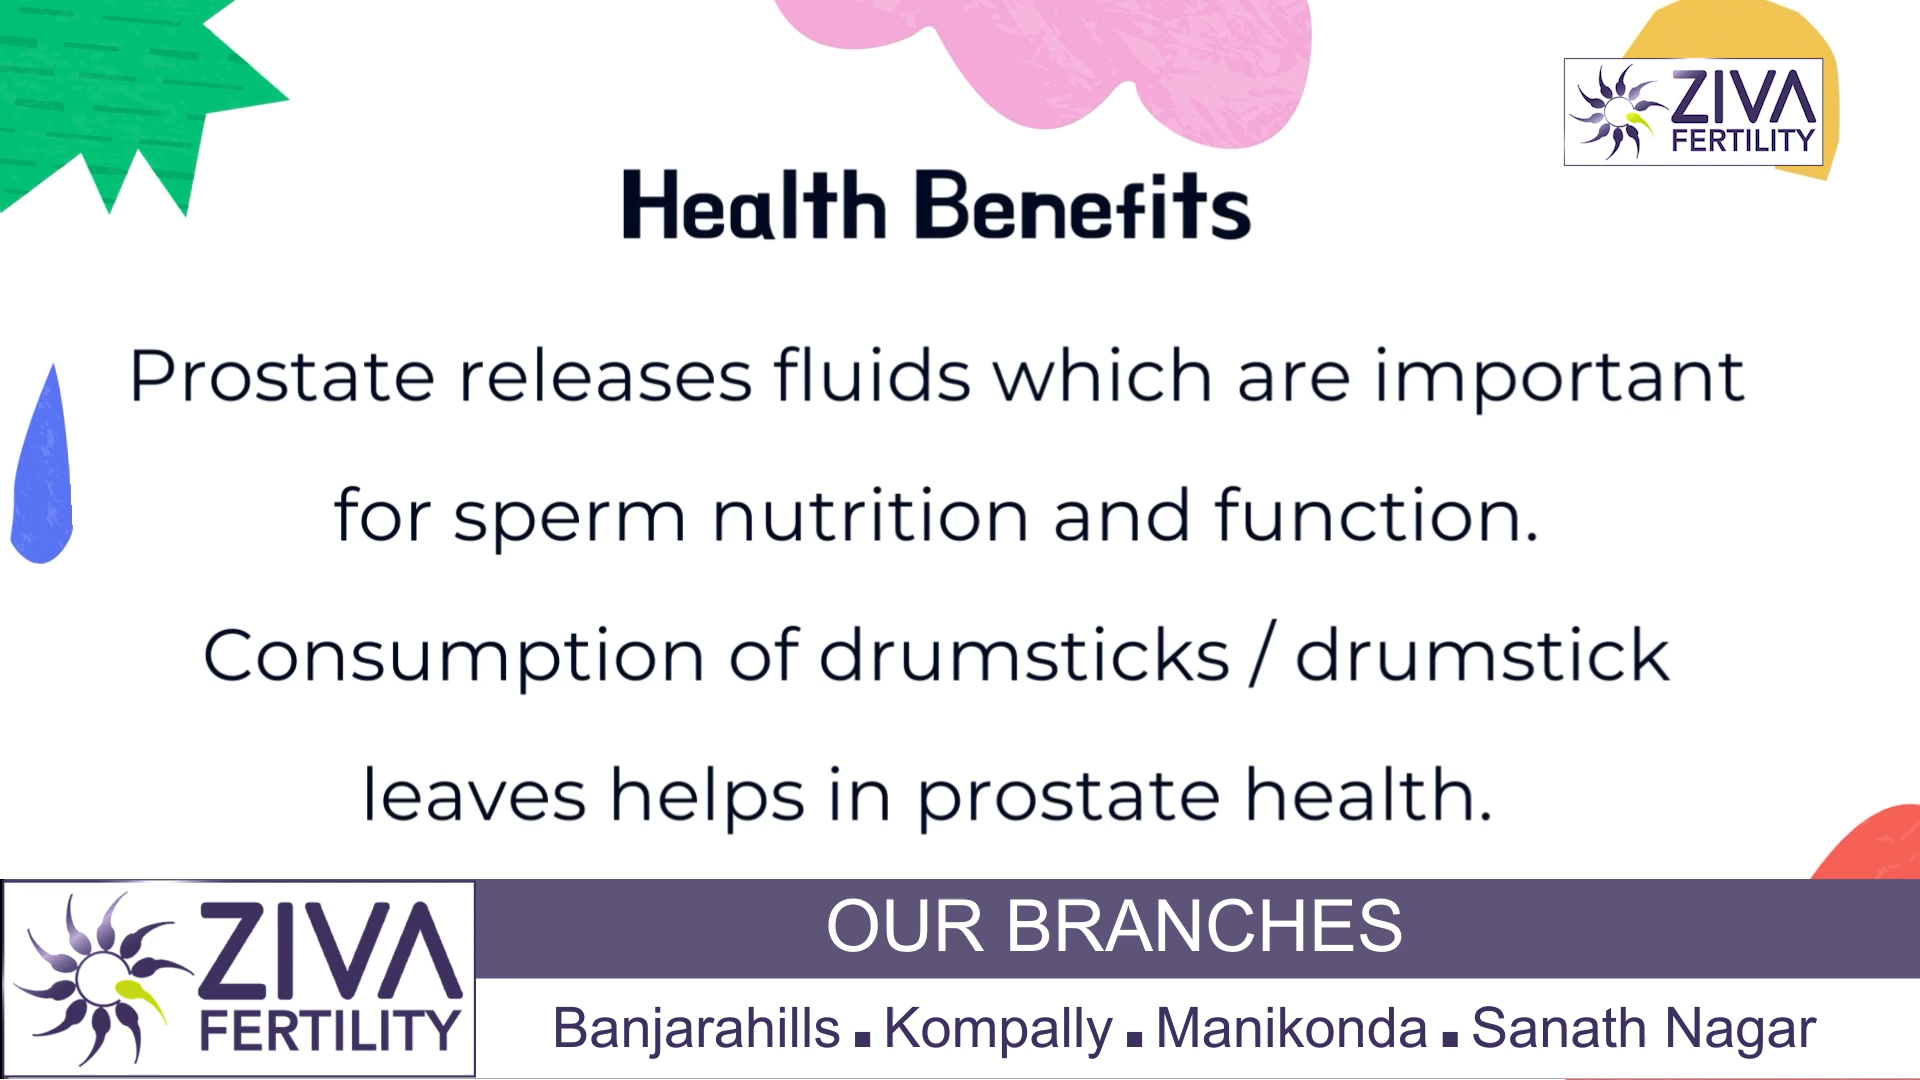 ZIVA
FERTILITY
Health Benefits
Prostate releases fluids which are important
for sperm nutrition and function.
Consumption of drumsticks / drumstick
leaves helps in prostate health.
ZIVA
FERTILITY
OUR BRANCHES
Banjarahills ▪ Kompally ▪ Manikonda ▪ Sanath Nagar